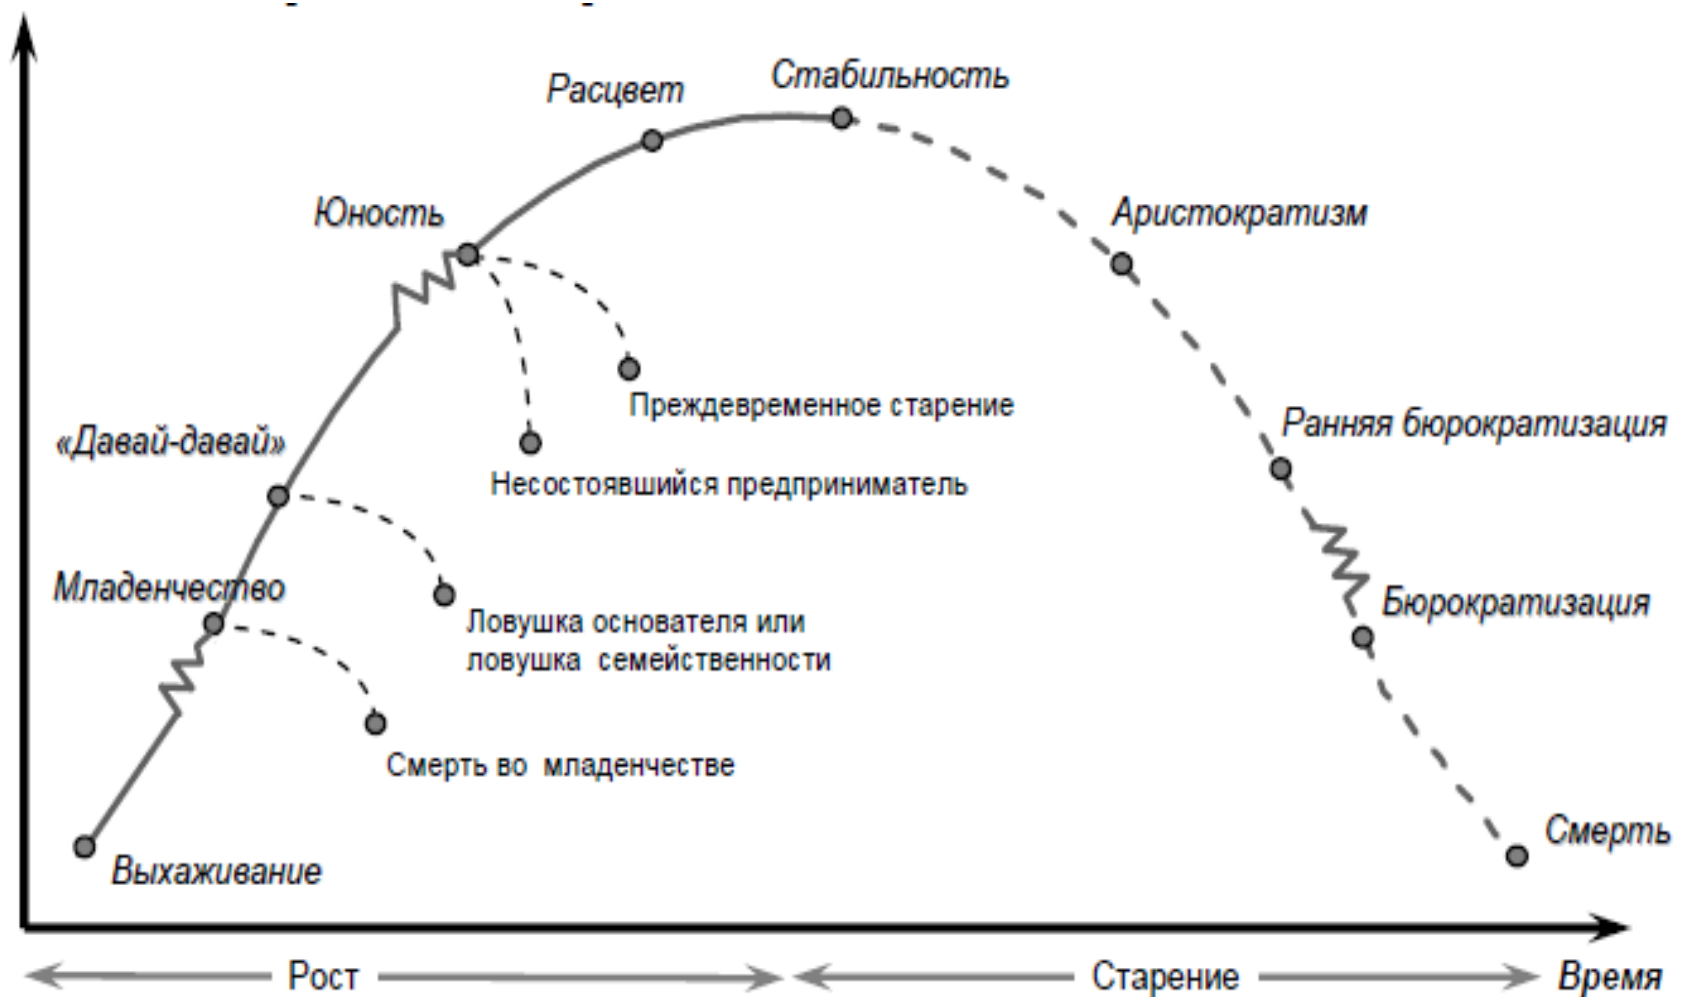 Расцвет
Стабильность
Юность
Аристократизм
Преждевременное старение
«Давай-давай»
Ранняя бюрократизация
Несостоявшийся предприниматель
Младенчество
Бюрократизация
Ловушка основателя или
ловушка семейственности
Смерть во младенчестве
Смерть
Выхаживание
Рост
Старение
Время